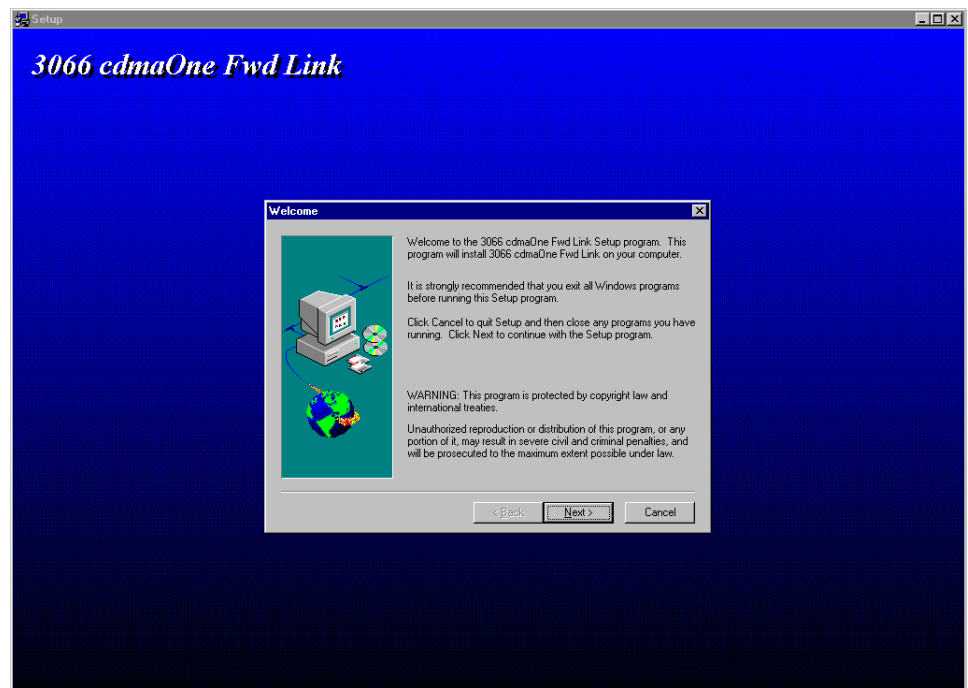 Setup
3066 cdmaOne Fwd Link
Welcome
Welcome to the 3066 cdmaOne Fwd Link Setup program. This
program will install 3066 cdmaOne Fwd Link on your computer.
It is strongly recommended that you exit all Windows programs
before running this Setup program.
Click Cancel to quit Setup and then close any programs you have
running. Click Next to continue with the Setup program.
WARNING: This program is protected by copyright law and
international treaties.
Unauthorized reproduction or distribution of this program, or any
portion of it, may result in severe civil and criminal penalties, and
will be prosecuted to the maximum extent possible under law.
< Back Next > Cancel